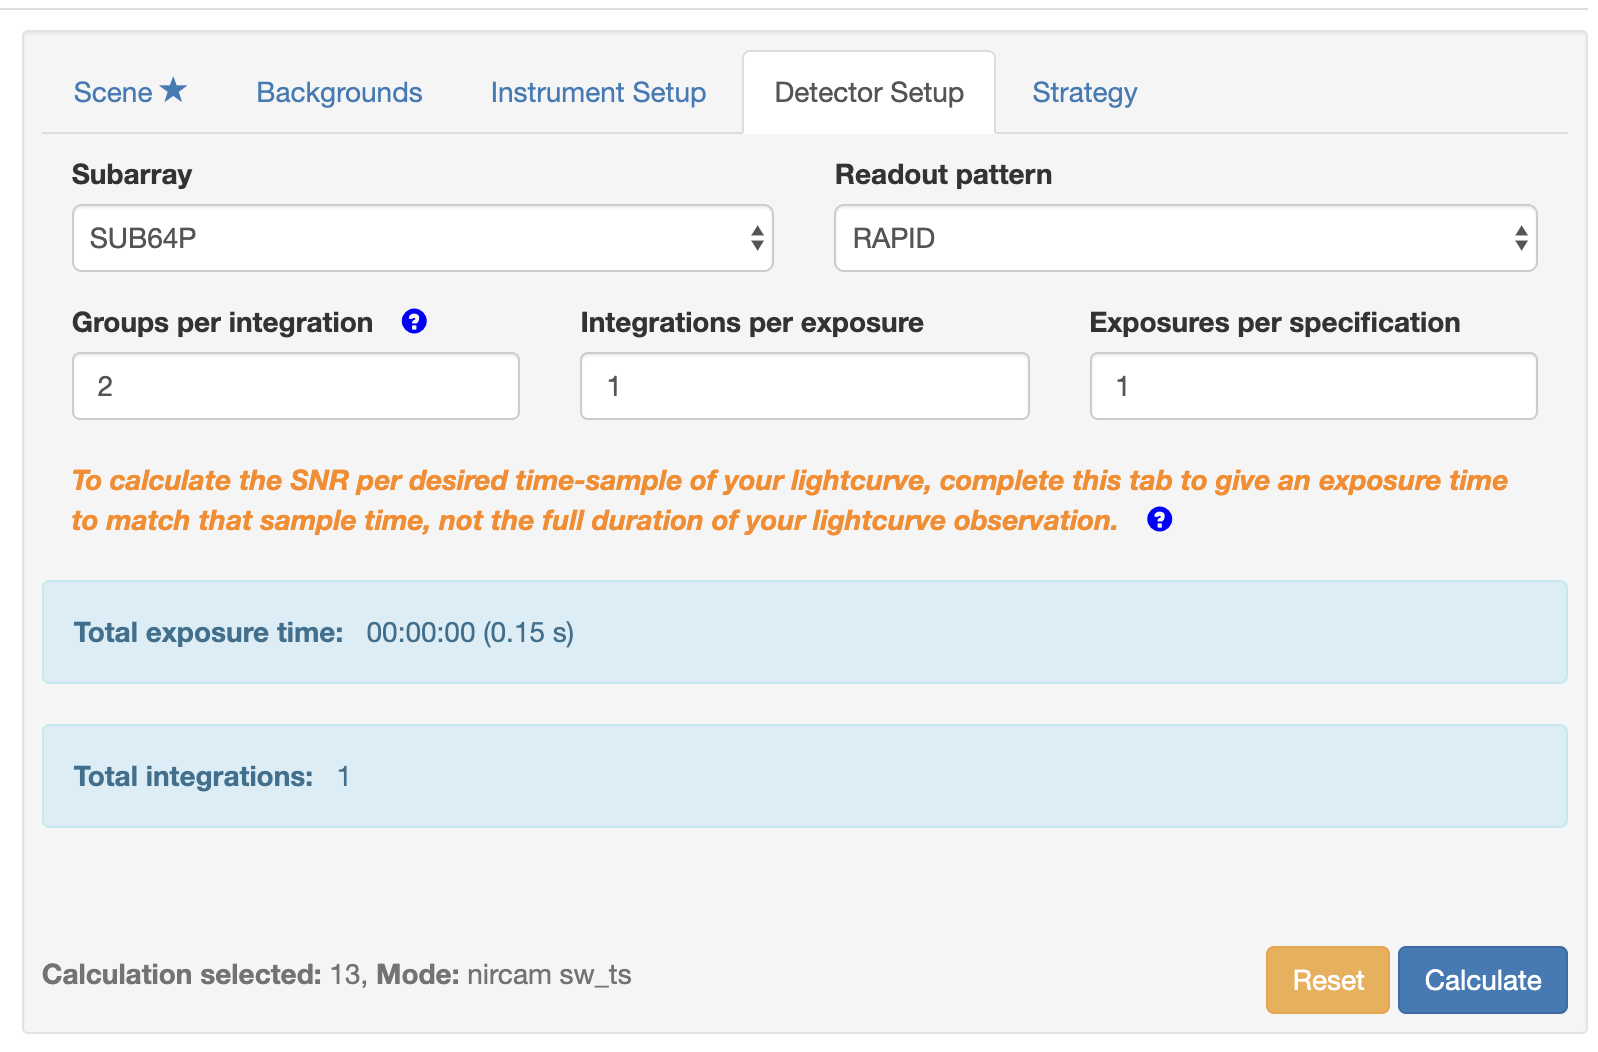 Scene ★ Backgrounds Instrument Setup Detector Setup Strategy
Subarray Readout pattern
SUB64P RAPID
Groups per integration ? Integrations per exposure Exposures per specification
2 1 1
To calculate the SNR per desired time-sample of your lightcurve, complete this tab to give an exposure time
to match that sample time, not the full duration of your lightcurve observation. ?
Total exposure time: 00:00:00 (0.15 s)
Total integrations: 1
Calculation selected: 13, Mode: nircam sw_ts Reset Calculate